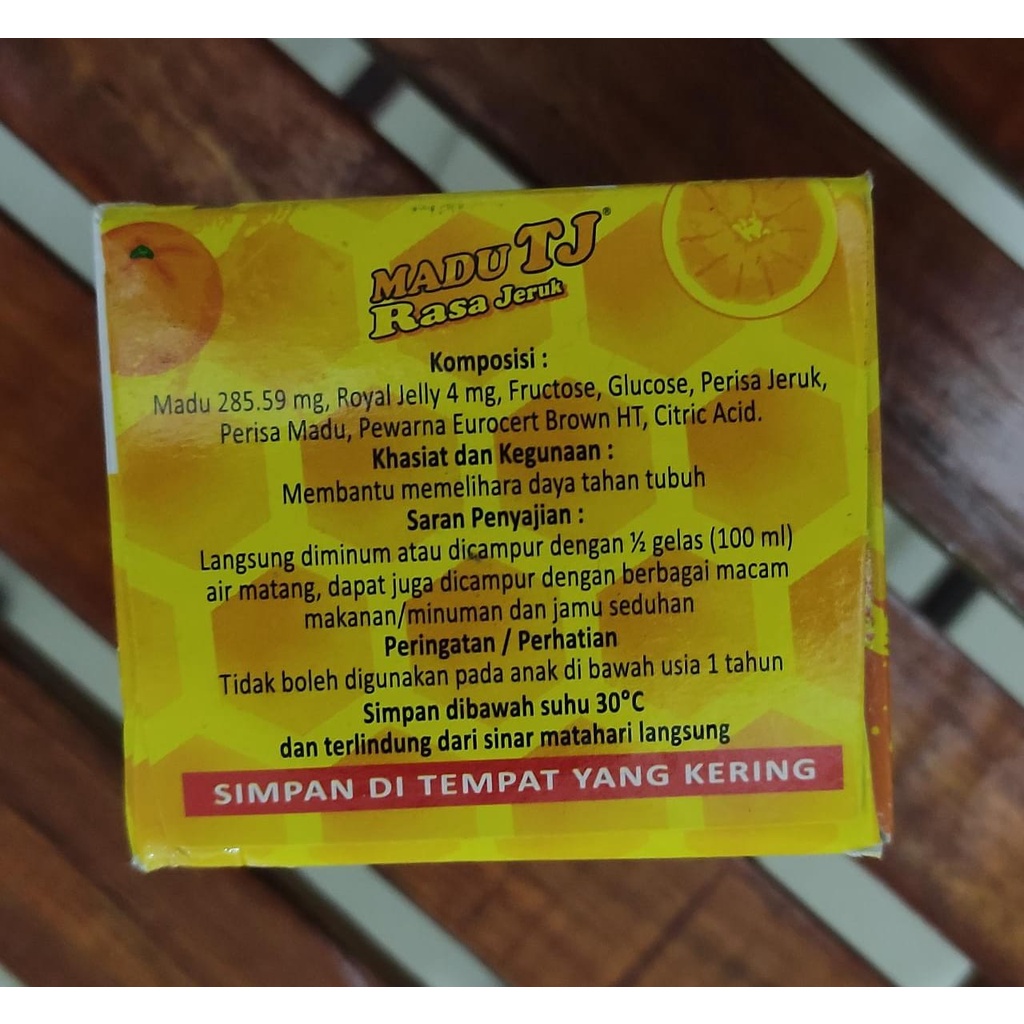 MADU TJ®
Rasa Jeruk
Komposisi :
Madu 285.59 mg, Royal Jelly 4 mg, Fructose, Glucose, Perisa Jeruk,
Perisa Madu, Pewarna Eurocert Brown HT, Citric Acid.
Khasiat dan Kegunaan :
Membantu memelihara daya tahan tubuh
Saran Penyajian :
Langsung diminum atau dicampur dengan ½ gelas (100 ml)
air matang, dapat juga dicampur dengan berbagai macam
makanan/minuman dan jamu seduhan
Peringatan / Perhatian
Tidak boleh digunakan pada anak di bawah usia 1 tahun
Simpan dibawah suhu 30°C
dan terlindung dari sinar matahari langsung
SIMPAN DI TEMPAT YANG KERING